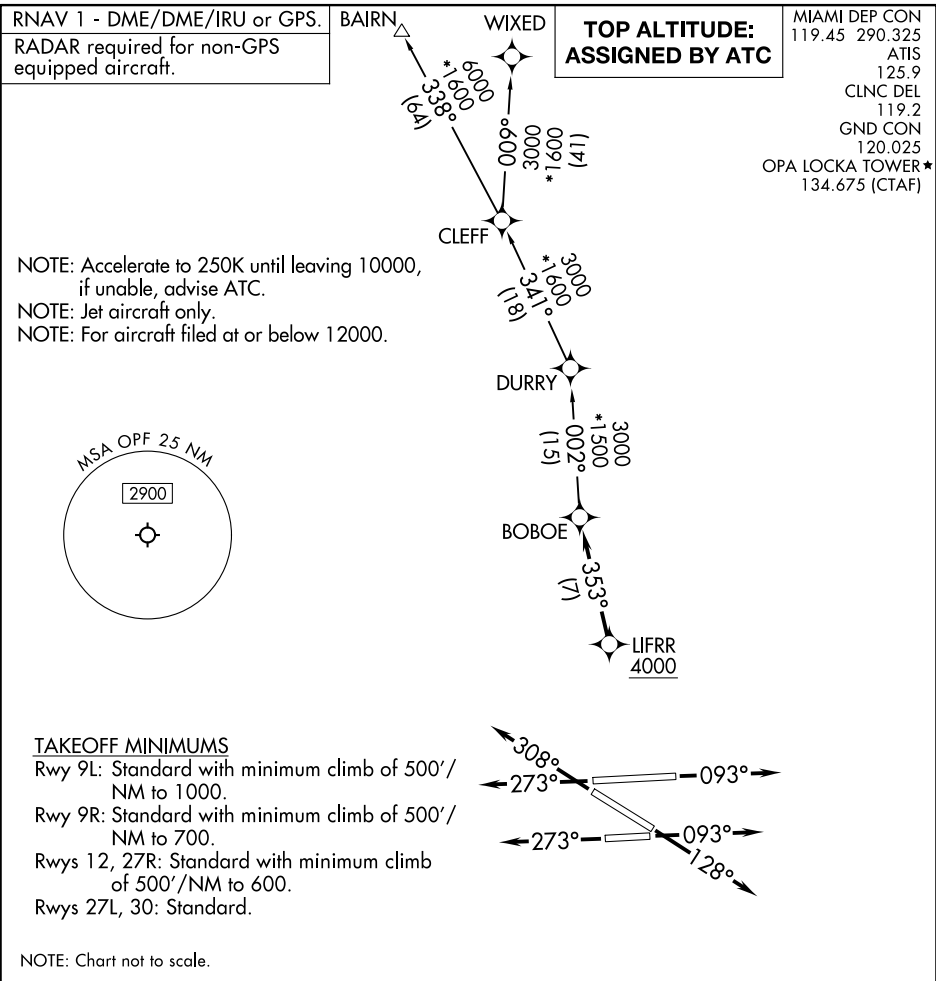 RNAV 1 - DME/DME/IRU or GPS.
RADAR required for non-GPS
equipped aircraft.
BAIRN
WIXED
TOP ALTITUDE:
ASSIGNED BY ATC
MIAMI DEP CON
119.45 290.325
ATIS
125.9
CLNC DEL
119.2
GND CON
120.025
OPA LOCKA TOWER★
134.675 (CTAF)
6000
*1600
338°
(64)
009°
3000
*1600
(41)
CLEFF
NOTE: Accelerate to 250K until leaving 10000,
if unable, advise ATC.
NOTE: Jet aircraft only.
NOTE: For aircraft filed at or below 12000.
3000
*1600
341°
(18)
DURRY
3000
*1500
002°
(15)
MSA OPF 25 NM
2900
BOBOE
353°
(7)
LIFRR
4000
TAKEOFF MINIMUMS
Rwy 9L: Standard with minimum climb of 500'/
NM to 1000.
Rwy 9R: Standard with minimum climb of 500'/
NM to 700.
Rwys 12, 27R: Standard with minimum climb
of 500'/NM to 600.
Rwys 27L, 30: Standard.
308°
273°
093°
273°
093°
128°
NOTE: Chart not to scale.